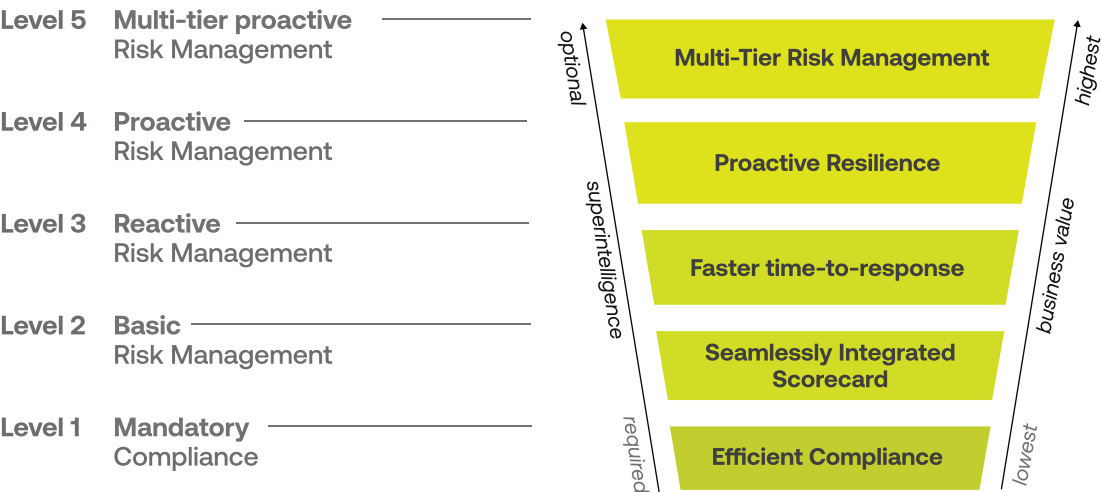 Level 5 Multi-tier proactive
Risk Management
Level 4 Proactive
Risk Management
Level 3 Reactive
Risk Management
Level 2 Basic
Risk Management
Level 1 Mandatory
Compliance
optional
superintelligence
required
Multi-Tier Risk Management
Proactive Resilience
Faster time-to-response
Seamlessly Integrated
Scorecard
Efficient Compliance
highest
business value
lowest